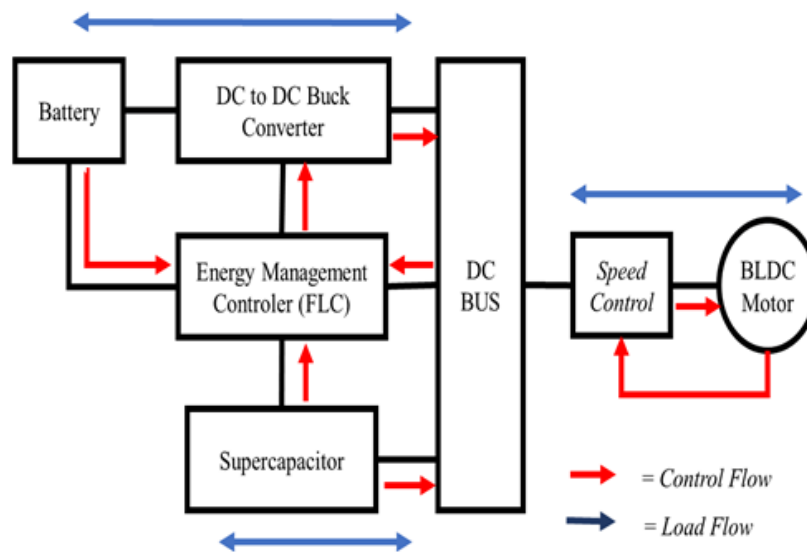 Battery
DC to DC Buck
Converter
Energy Management
Controler (FLC)
Supercapacitor
DC
BUS
Speed
Control
BLDC
Motor
= Control Flow
= Load Flow